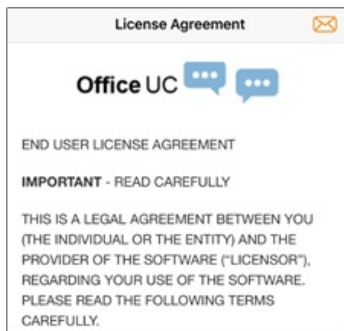 License Agreement
Office UC
END USER LICENSE AGREEMENT
IMPORTANT - READ CAREFULLY
THIS IS A LEGAL AGREEMENT BETWEEN YOU
(THE INDIVIDUAL OR THE ENTITY) AND THE
PROVIDER OF THE SOFTWARE ("LICENSOR"),
REGARDING YOUR USE OF THE SOFTWARE.
PLEASE READ THE FOLLOWING TERMS
CAREFULLY.